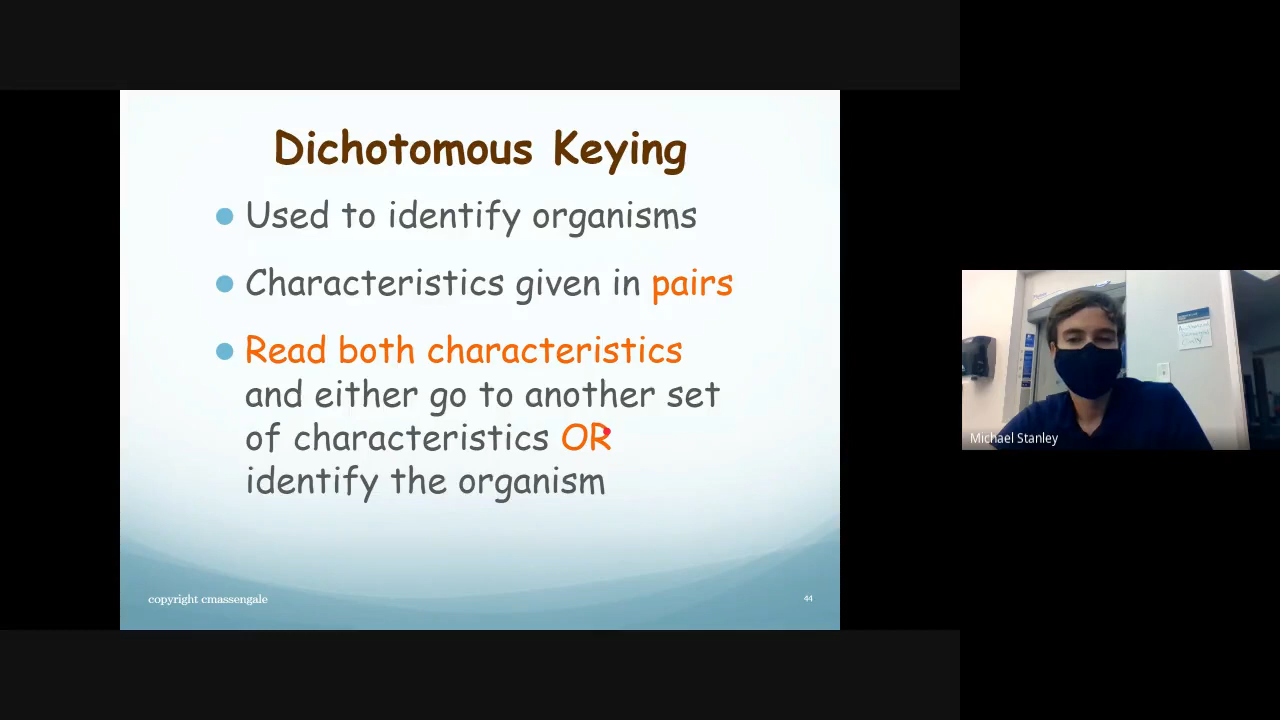 Dichotomous Keying
Used to identify organisms
Characteristics given in pairs
Read both characteristics
and either go to another set
of characteristics OR
identify the organism
copyright cmassengale
44
Michael Stanley